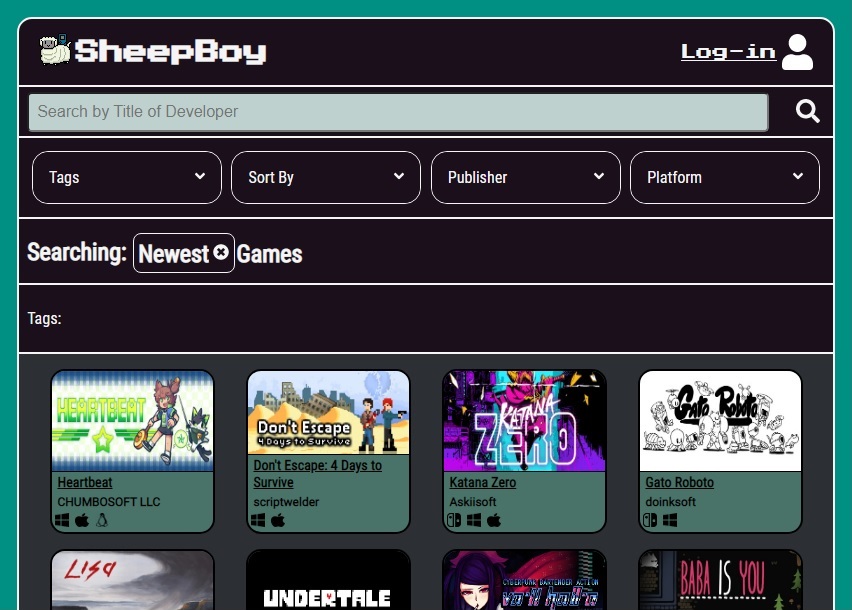 SheepBoy
Log-in
Search by Title of Developer
Tags
Sort By
Publisher
Platform
Searching: Newest Games
Tags:
HEARTBEAT
Don't Escape
4 Days to Survive
KATANA
ZERO
Gato Roboto
Heartbeat
CHUMBOSOFT LLC
Don't Escape: 4 Days to
Survive
scriptwelder
Katana Zero
Askiisoft
Gato Roboto
doinksoft
LISA
UNDERTALE
CYBERPUNK BARTENDER ACTION
VA-11 HALL-A
BABA IS YOU